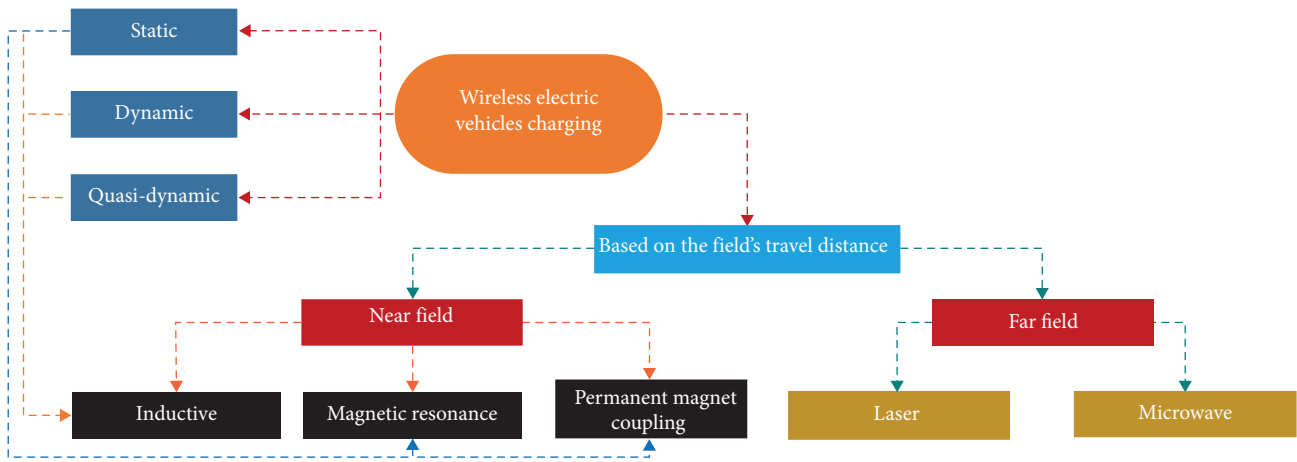 Static
Wireless electric
vehicles charging
Dynamic
Quasi-dynamic
Based on the field's travel distance
Near field
Far field
Inductive
Magnetic resonance
Permanent magnet
coupling
Laser
Microwave